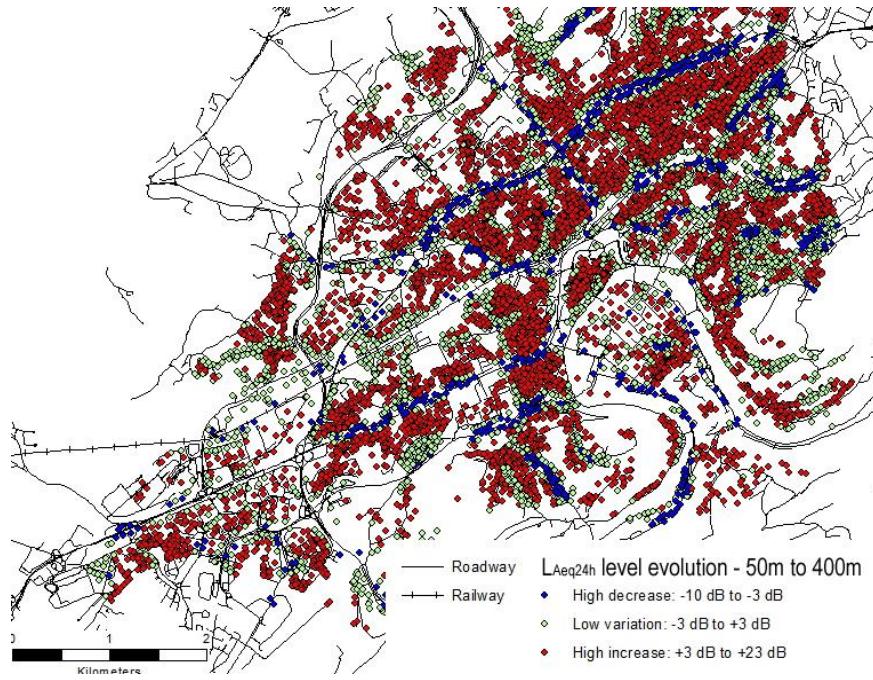 Roadway
Railway
LAeq24h level evolution - 50m to 400m
High decrease: -10 dB to -3 dB
Low variation: -3 dB to +3 dB
High increase: +3 dB to +23 dB
0 1 2
Kilometers